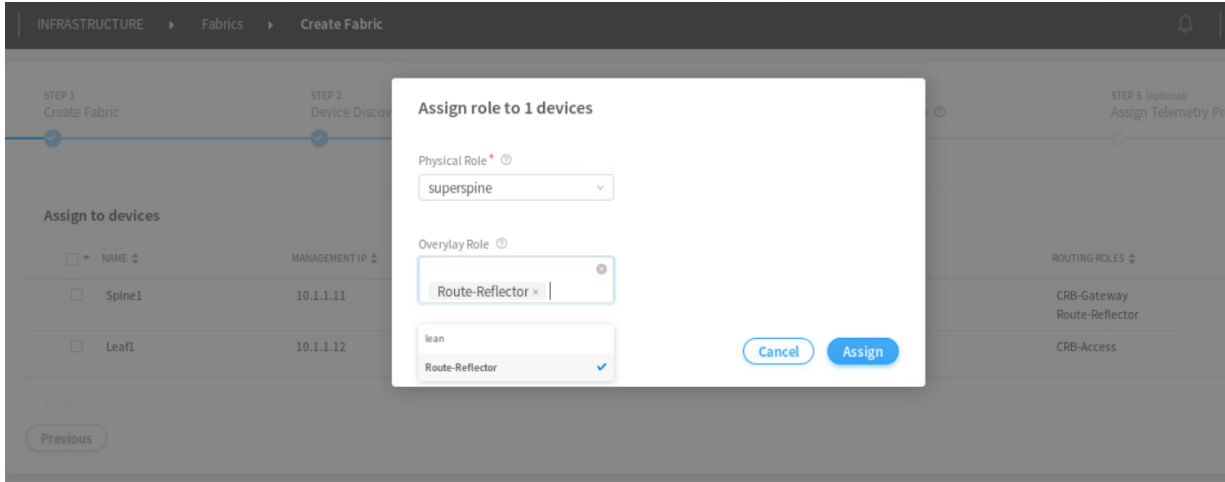 INFRASTRUCTURE ▸ Fabrics ▸ Create Fabric
STEP 1
Create Fabric
STEP 2
Device Discov
STEP 5 (optional)
Assign Telemetry Pr
Assign role to 1 devices
Physical Role*
superspine
Overylay Role
Route-Reflector ×
lean
Route-Reflector
Cancel
Assign
Assign to devices
NAME
MANAGEMENT IP
ROUTING ROLES
Spine1
10.1.1.11
CRB-Gateway
Route-Reflector
Leaf1
10.1.1.12
CRB-Access
Previous